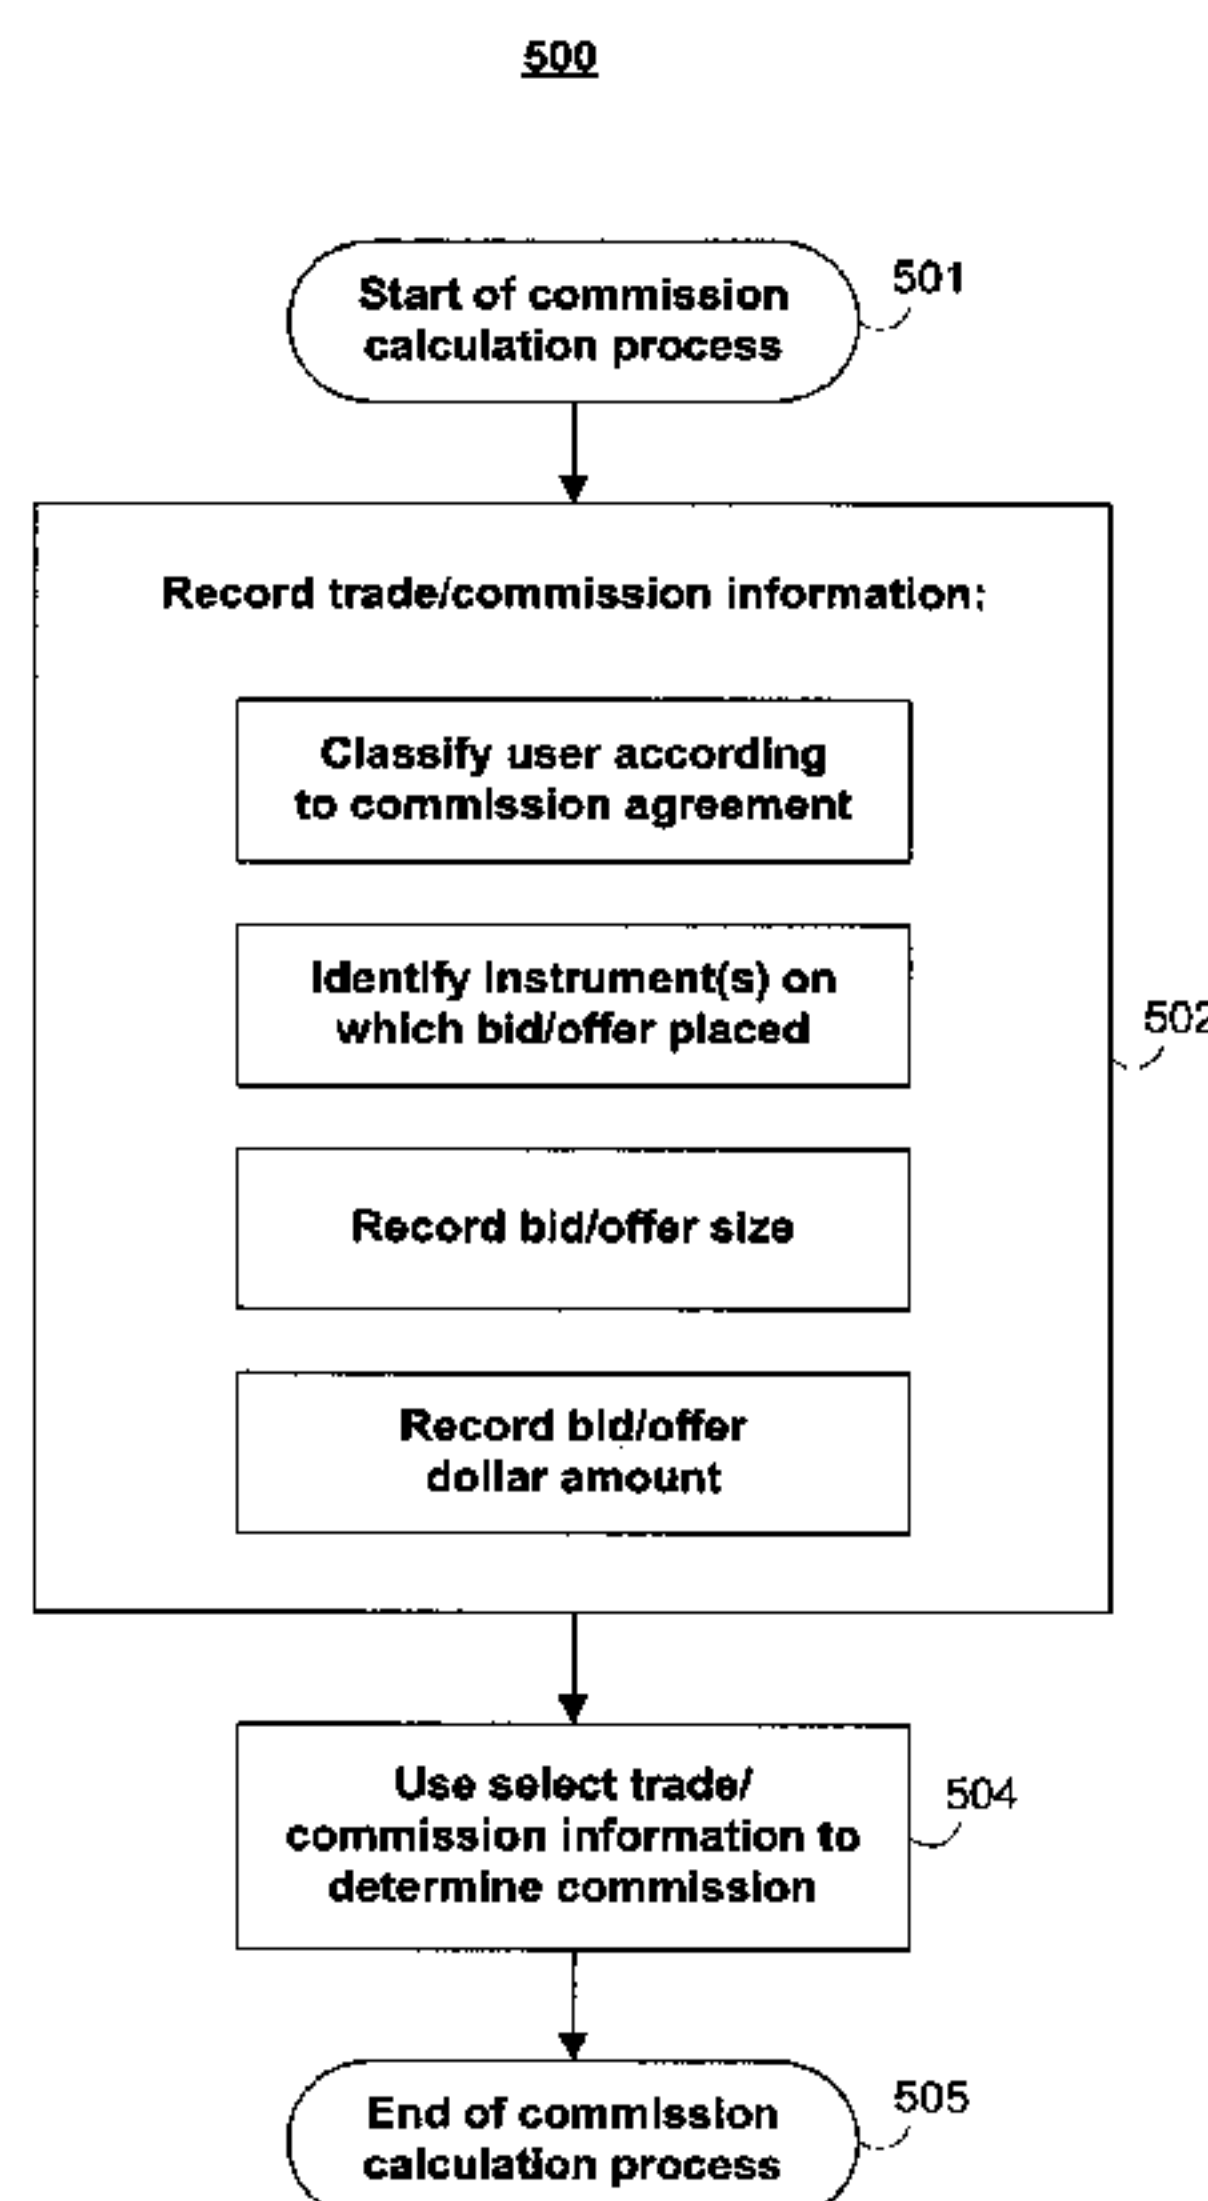 500
Start of commission
calculation process
501
Record trade/commission information:
Classify user according
to commission agreement
Identify instrument(s) on
which bid/offer placed
502
Record bid/offer size
Record bid/offer
dollar amount
Use select trade/
commission information to
determine commission
504
End of commission
calculation process
505